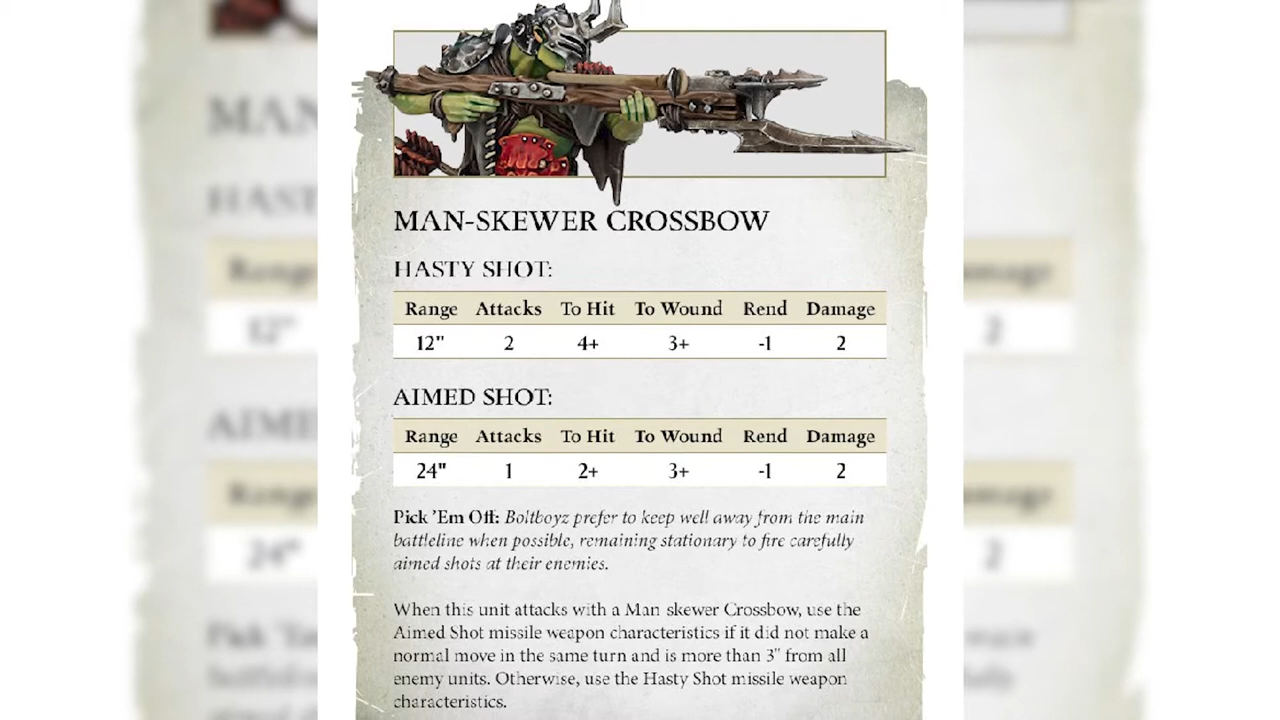 MAN-SKEWER CROSSBOW
HASTY SHOT:
Range Attacks To Hit To Wound Rend Damage
12" 2 4+ 3+ -1 2
AIMED SHOT:
Range Attacks To Hit To Wound Rend Damage
24" 1 2+ 3+ -1 2
Pick 'Em Off: Boltboyz prefer to keep well away from the main
battleline when possible, remaining stationary to fire carefully
aimed shots at their enemies.
When this unit attacks with a Man skewer Crossbow, use the
Aimed Shot missile weapon characteristics if it did not make a
normal move in the same turn and is more than 3" from all
enemy units. Otherwise, use the Hasty Shot missile weapon
characteristics.